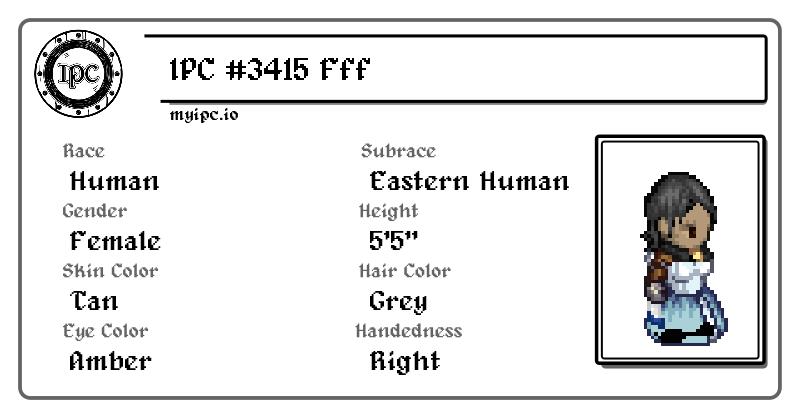 IPC
IPC #3415 Fff
myipc.io
Race
Human
Subrace
Eastern Human
Gender
Female
Height
5'5"
Skin Color
Tan
Hair Color
Grey
Eye Color
Amber
Handedness
Right